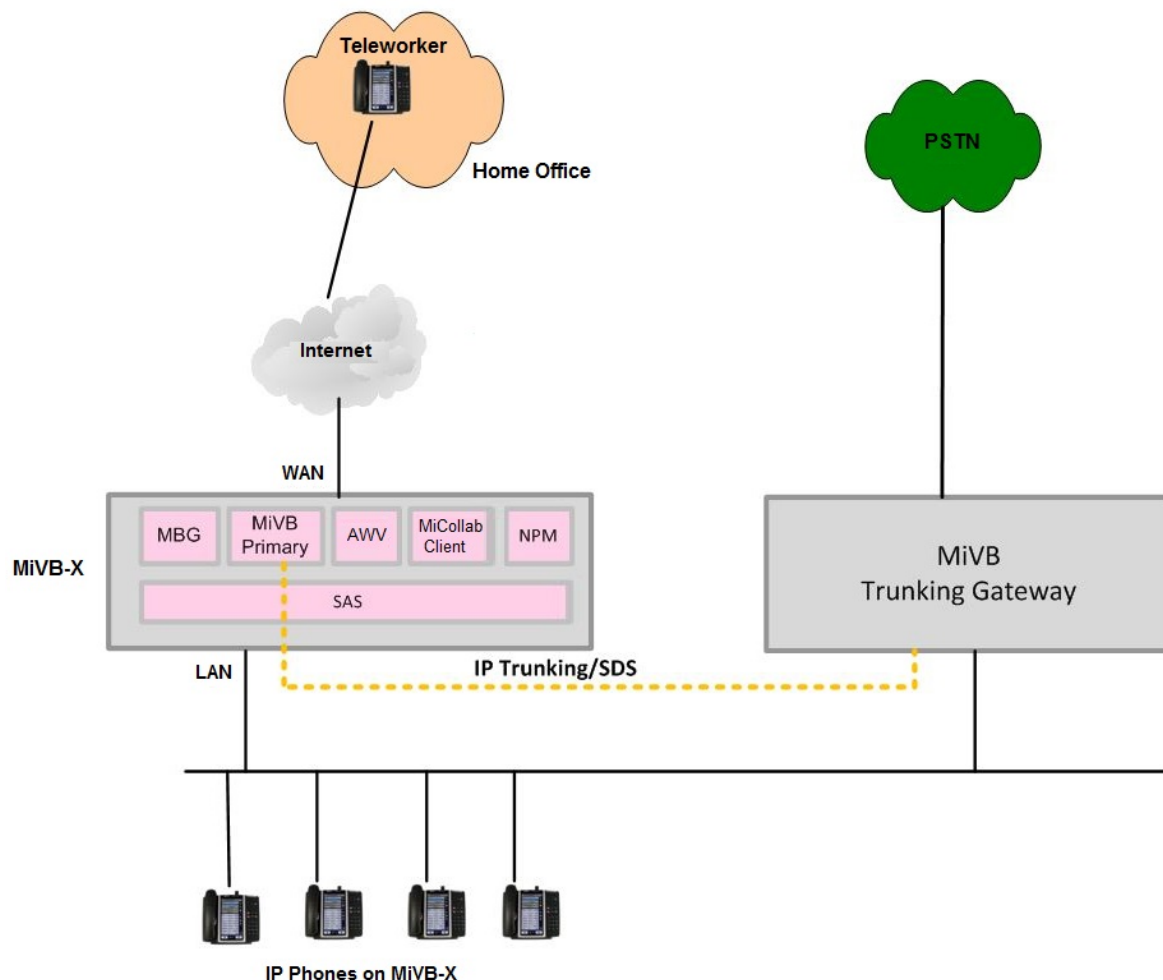 Teleworker
Home Office
PSTN
Internet
WAN
MBG
MiVB
Primary
AWV
MiCollab
Client
NPM
MiVB-X
SAS
MiVB
Trunking Gateway
LAN
IP Trunking/SDS
IP Phones on MiVB-X